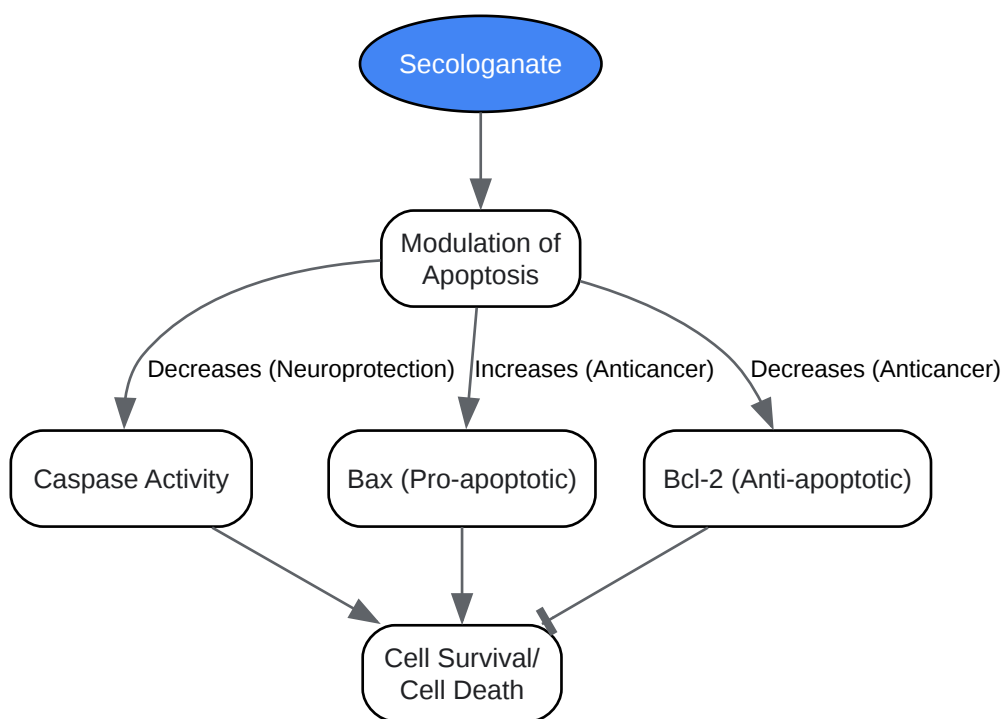 Secologanate
Modulation of
Apoptosis
Decreases (Neuroprotection)
Increases (Anticancer)
Decreases (Anticancer)
Caspase Activity
Bax (Pro-apoptotic)
Bcl-2 (Anti-apoptotic)
Cell Survival/
Cell Death